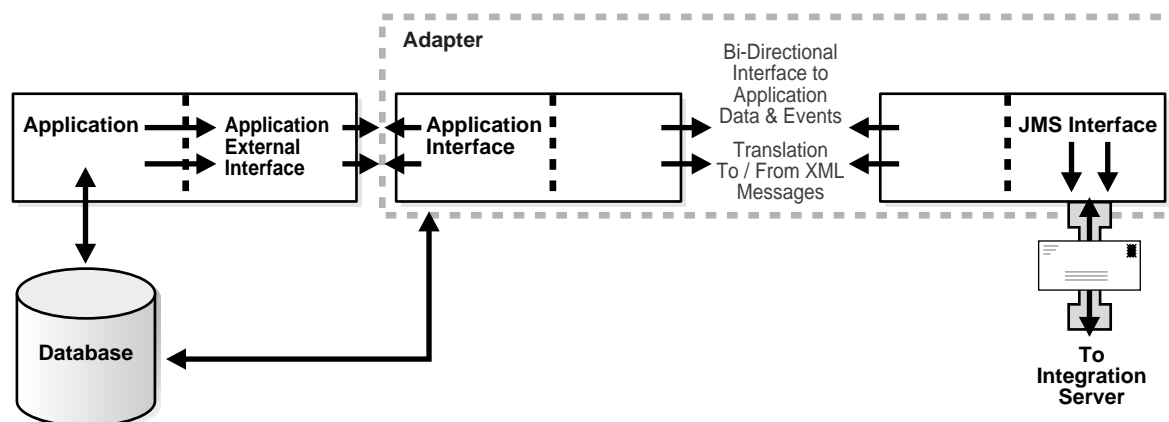 Adapter
Bi-Directional
Interface to
Application
Data & Events
Translation
To / From XML
Messages
Application
Application
External
Interface
Application
Interface
JMS Interface
Database
To
Integration
Server